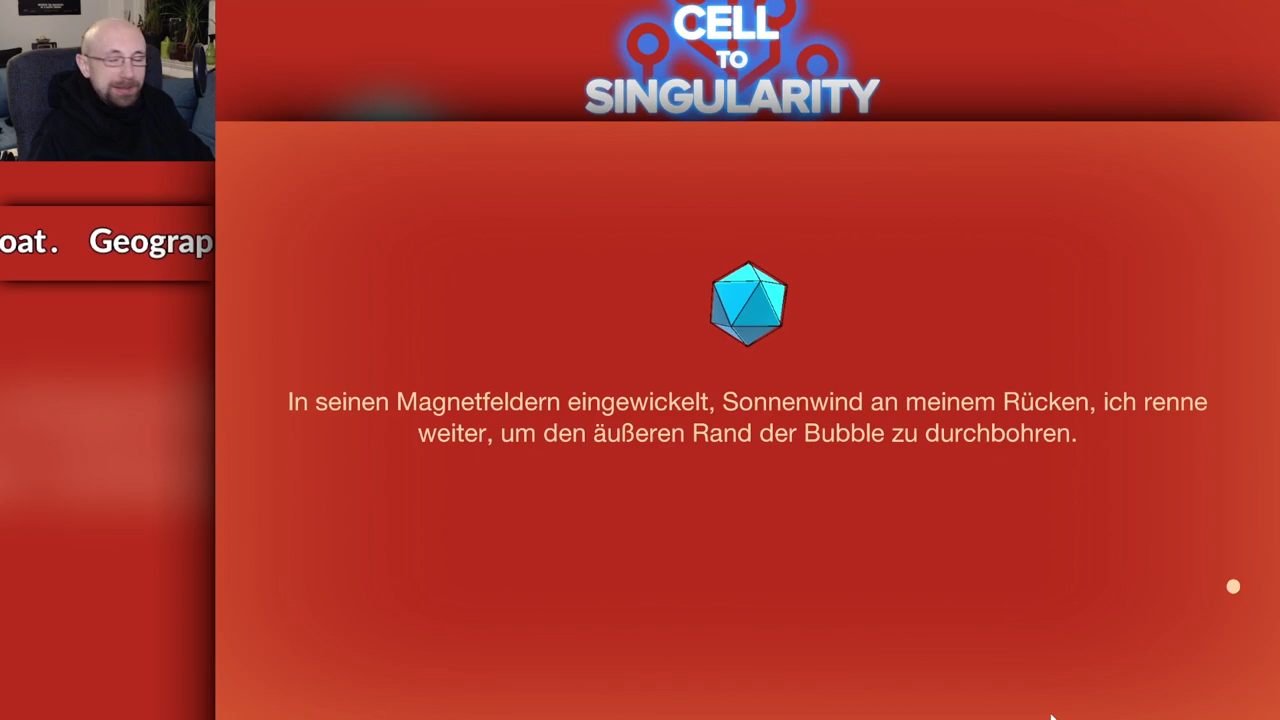 CELL
TO
SINGULARITY
oat. Geograp
In seinen Magnetfeldern eingewickelt, Sonnenwind an meinem Rücken, ich renne
weiter, um den äußeren Rand der Bubble zu durchbohren.